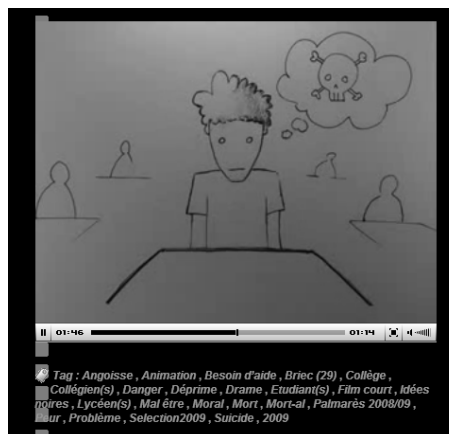 01:46 01:14
Tag : Angoisse , Animation , Besoin d'aide , Briec (29) , Collège ,
Collégien(s) , Danger , Déprime , Drame , Etudiant(s) , Film court , Idées
noires , Lycéen(s) , Mal être , Moral , Mort , Mort-al , Palmarès 2008/09 ,
Peur , Problème , Selection2009 , Suicide , 2009